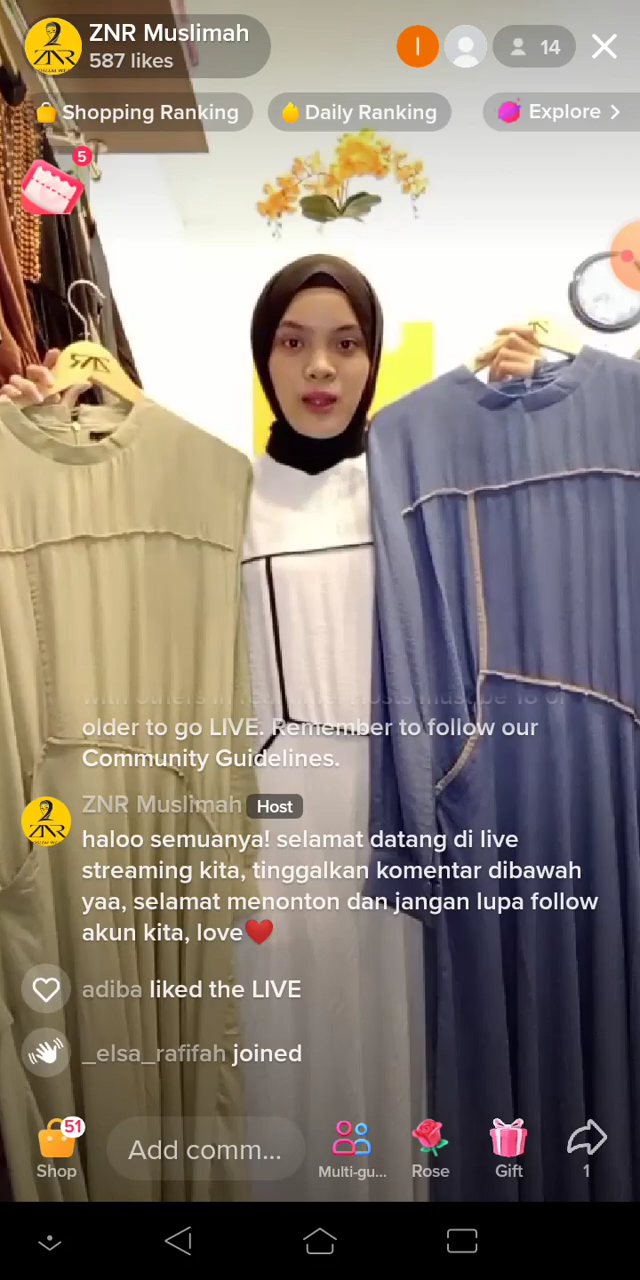 ZNR Muslimah
587 likes
14
Shopping Ranking
Daily Ranking
Explore
5
older to go LIVE. Remember to follow our
Community Guidelines.
ZNR Muslimah Host
haloo semuanya! selamat datang di live
streaming kita, tinggalkan komentar dibawah
yaa, selamat menonton dan jangan lupa follow
akun kita, love❤️
adiba liked the LIVE
_elsa_rafifah joined
51
Shop
Add comm...
Multi-gu...
Rose
Gift
1